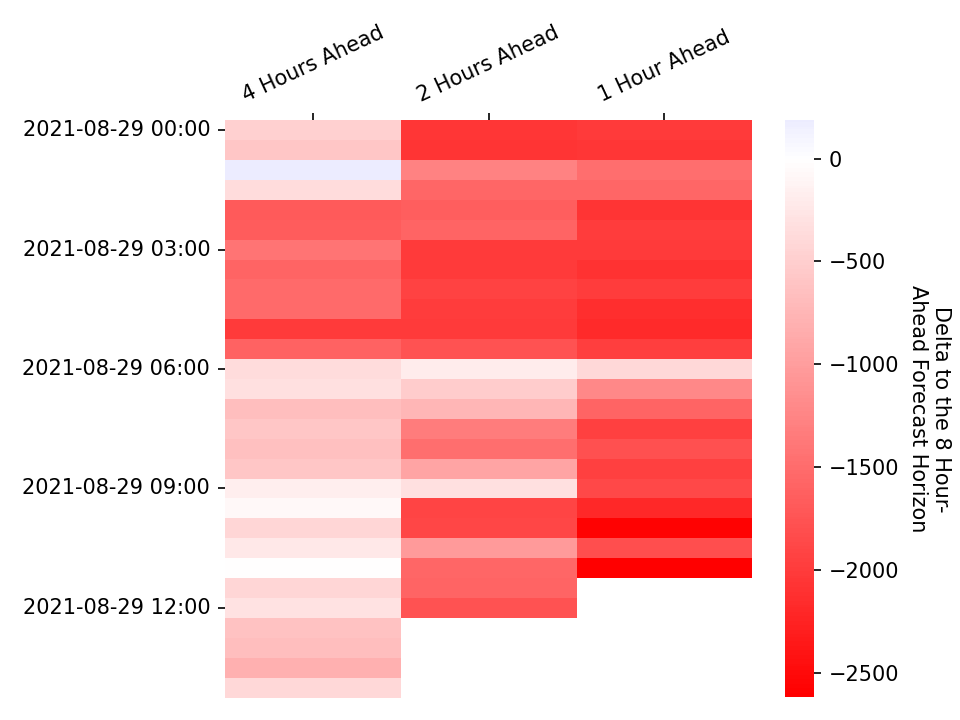 4 Hours Ahead
2 Hours Ahead
1 Hour Ahead
2021-08-29 00:00
2021-08-29 03:00
2021-08-29 06:00
2021-08-29 09:00
2021-08-29 12:00
0
−500
−1000
−1500
−2000
−2500
Delta to the 8 Hour-
Ahead Forecast Horizon